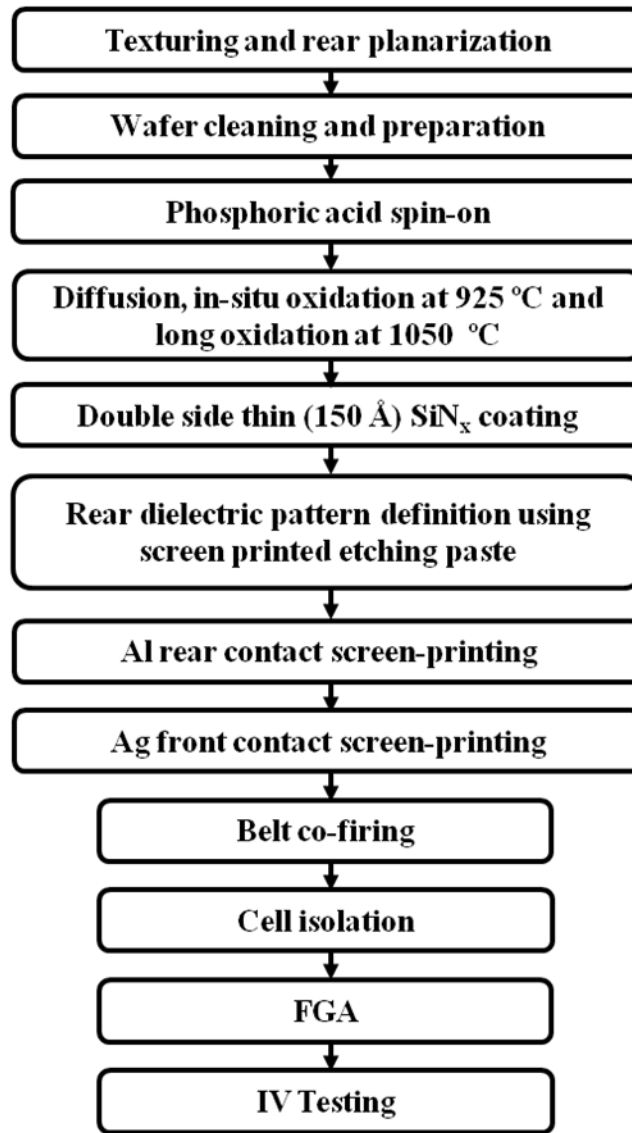 Texturing and rear planarization
Wafer cleaning and preparation
Phosphoric acid spin-on
Diffusion, in-situ oxidation at 925 ºC and
long oxidation at 1050 ºC
Double side thin (150 Å) SiNx coating
Rear dielectric pattern definition using
screen printed etching paste
Al rear contact screen-printing
Ag front contact screen-printing
Belt co-firing
Cell isolation
FGA
IV Testing